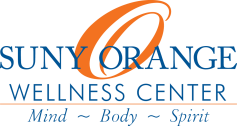 SUNY ORANGE
WELLNESS CENTER
Mind ~ Body ~ Spirit